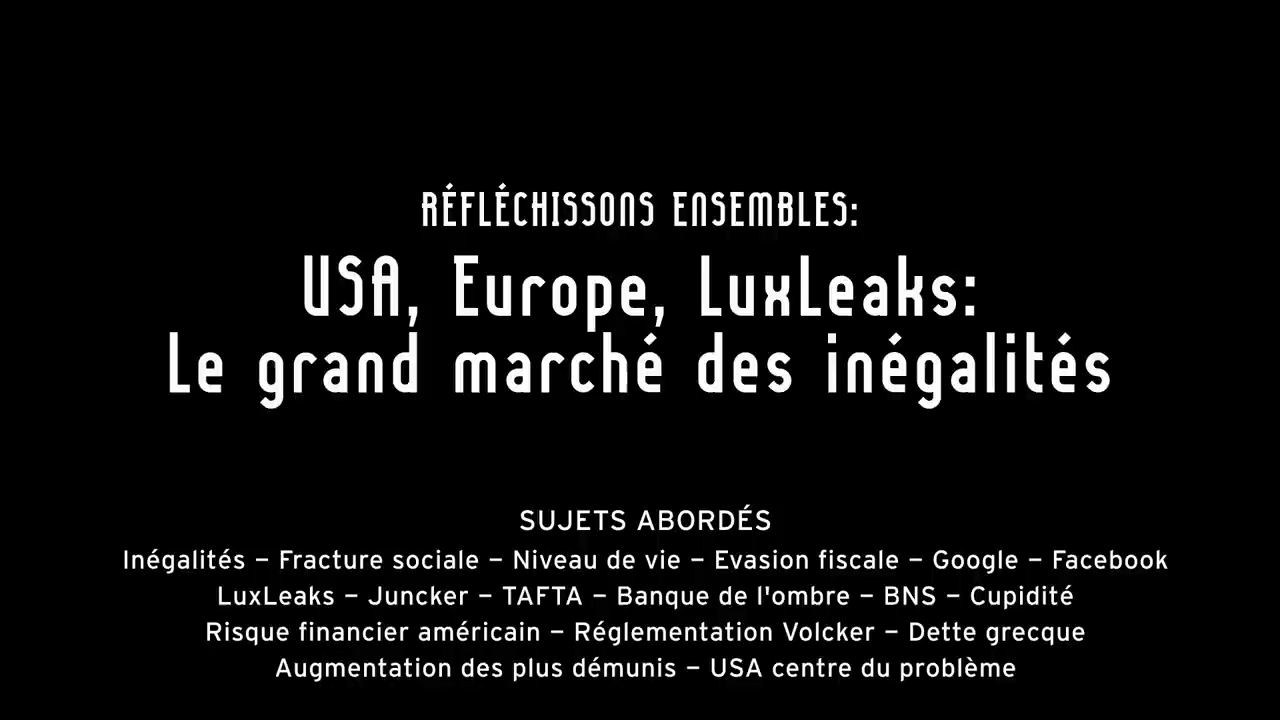 RÉFLÉCHISSONS ENSEMBLES:
USA, Europe, LuxLeaks:
Le grand marché des inégalités
SUJETS ABORDÉS
Inégalités – Fracture sociale – Niveau de vie – Evasion fiscale – Google – Facebook
LuxLeaks – Juncker – TAFTA – Banque de l'ombre – BNS – Cupidité
Risque financier américain – Réglementation Volcker – Dette grecque
Augmentation des plus démunis – USA centre du problème